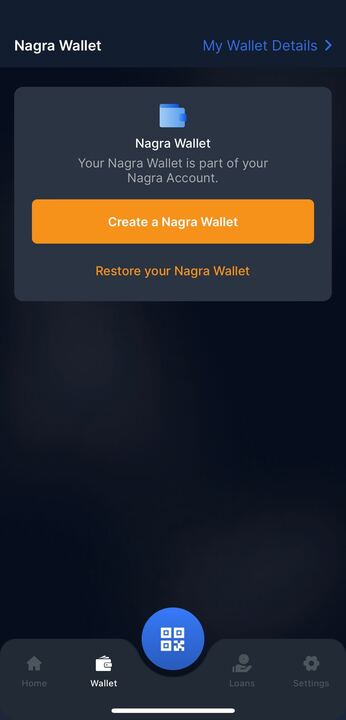 Nagra Wallet
My Wallet Details
Nagra Wallet
Your Nagra Wallet is part of your
Nagra Account.
Create a Nagra Wallet
Restore your Nagra Wallet
Home
Wallet
Loans
Settings